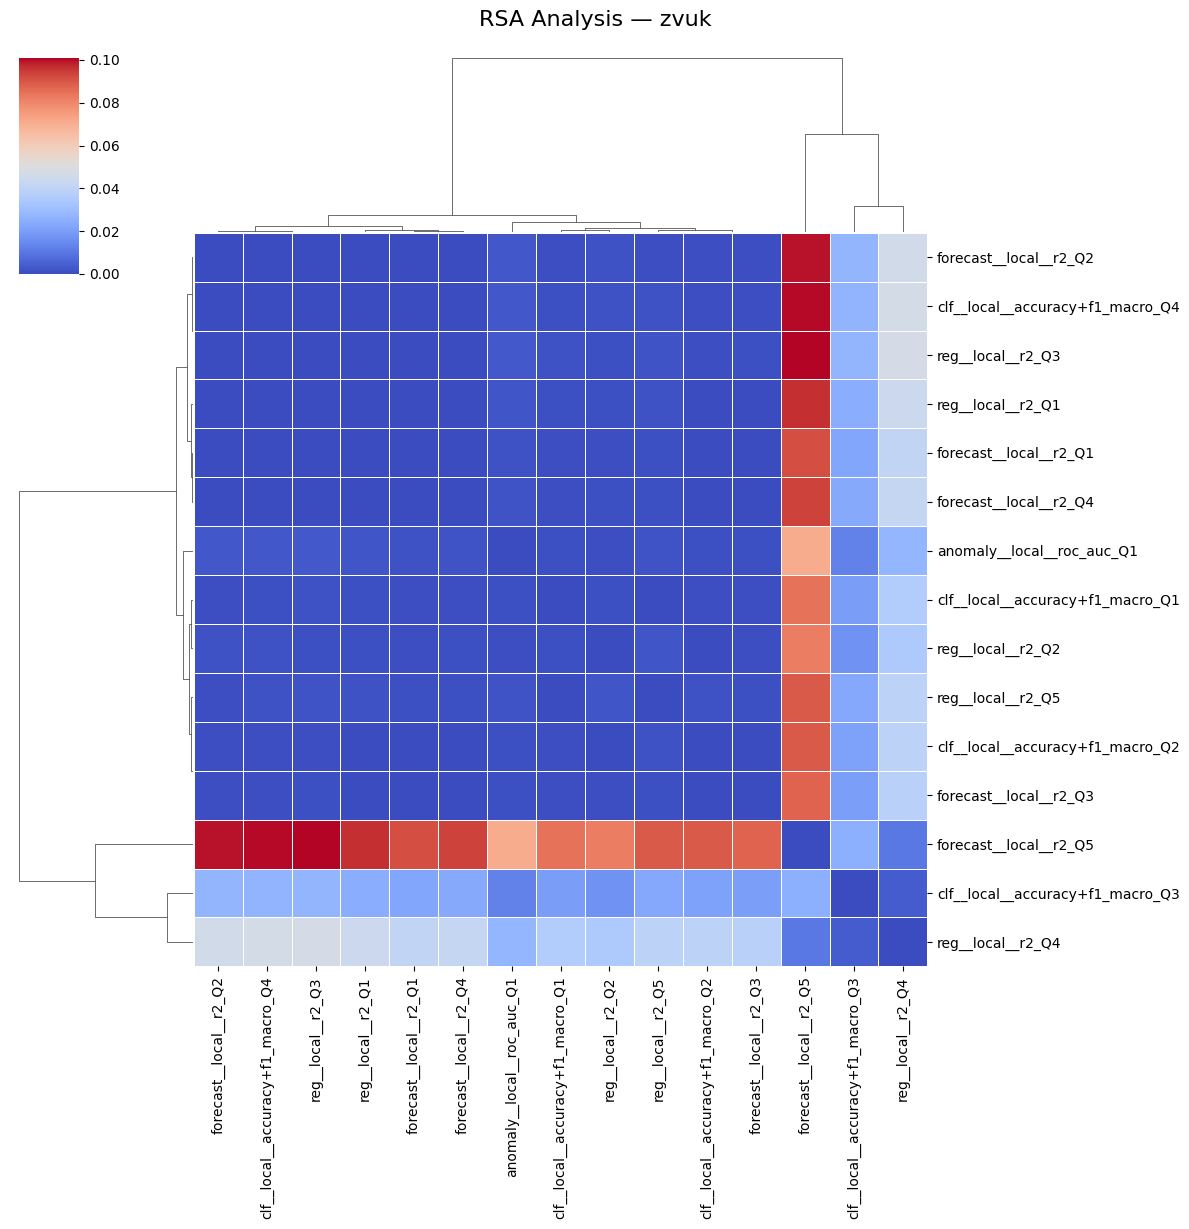 RSA Analysis — zvuk
0.10
0.08
0.06
0.04
0.02
0.00
forecast__local__r2_Q2
clf__local__accuracy+f1_macro_Q4
reg__local__r2_Q3
reg__local__r2_Q1
forecast__local__r2_Q1
forecast__local__r2_Q4
anomaly__local__roc_auc_Q1
clf__local__accuracy+f1_macro_Q1
reg__local__r2_Q2
reg__local__r2_Q5
clf__local__accuracy+f1_macro_Q2
forecast__local__r2_Q3
forecast__local__r2_Q5
clf__local__accuracy+f1_macro_Q3
reg__local__r2_Q4
forecast__local__r2_Q2
clf__local__accuracy+f1_macro_Q4
reg__local__r2_Q3
reg__local__r2_Q1
forecast__local__r2_Q1
forecast__local__r2_Q4
anomaly__local__roc_auc_Q1
clf__local__accuracy+f1_macro_Q1
reg__local__r2_Q2
reg__local__r2_Q5
clf__local__accuracy+f1_macro_Q2
forecast__local__r2_Q3
forecast__local__r2_Q5
clf__local__accuracy+f1_macro_Q3
reg__local__r2_Q4